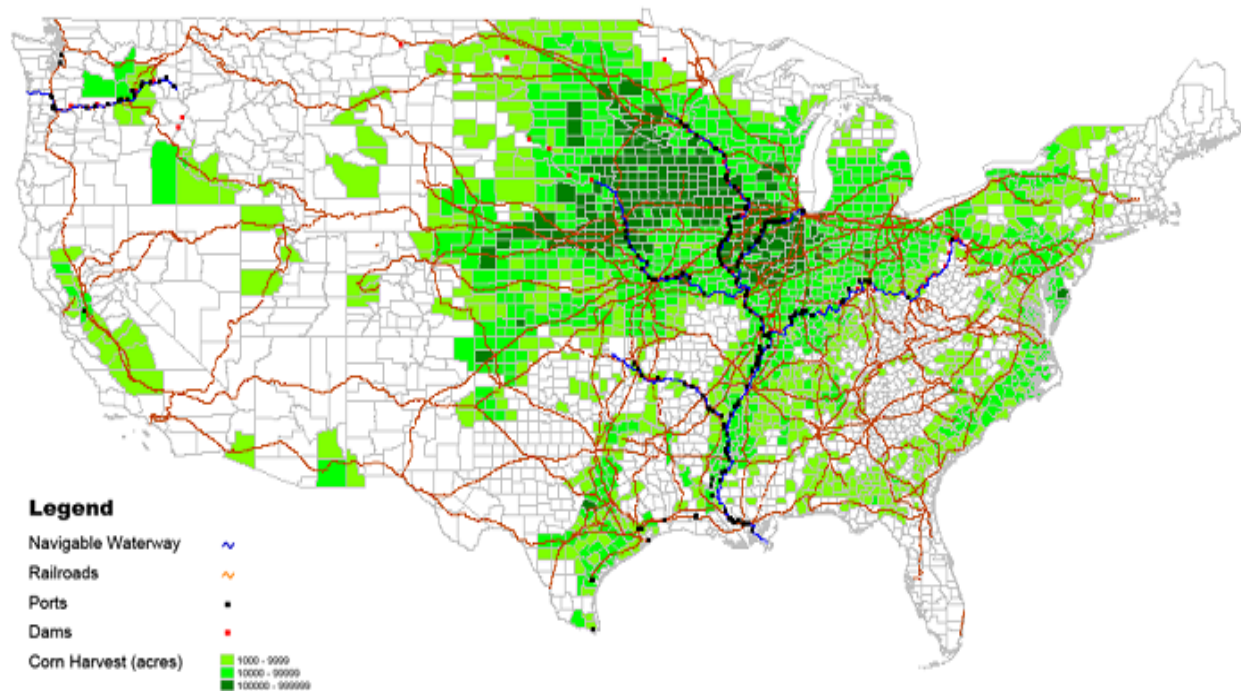 Legend
Navigable Waterway
Railroads
Ports
Dams
Corn Harvest (acres)
1000 - 9999
10000 - 99999
100000 - 999999